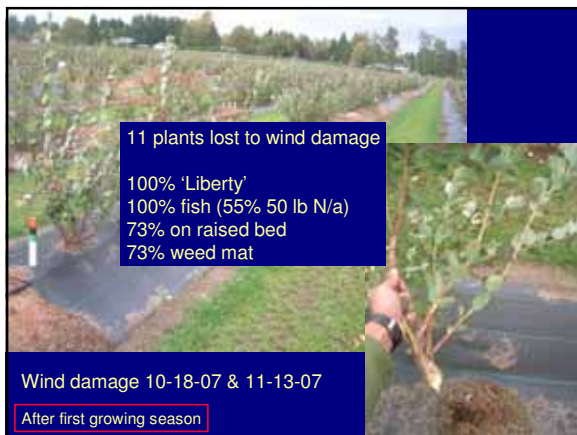 11 plants lost to wind damage
100% ‘Liberty’
100% fish (55% 50 lb N/a)
73% on raised bed
73% weed mat
Wind damage 10-18-07 & 11-13-07
After first growing season